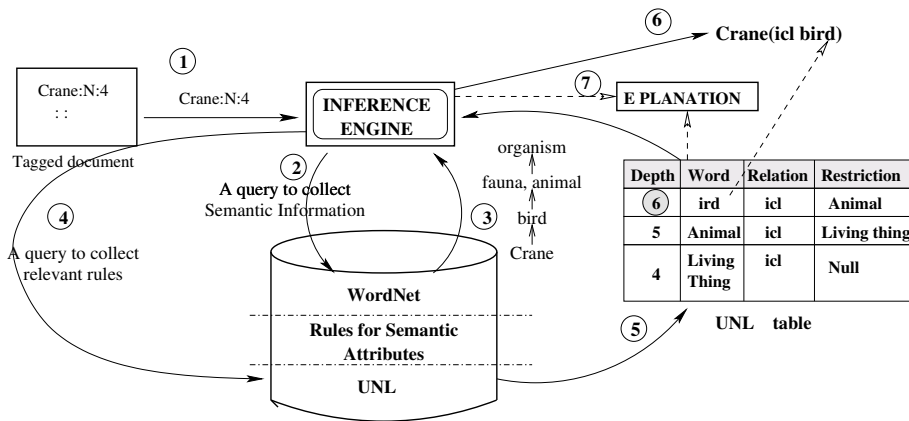 6
Crane(icl bird)
1
7
Crane:N:4
: :
Crane:N:4
INFERENCE
ENGINE
E PLANATION
Tagged document
organism
2
A query to collect
Semantic Information
fauna, animal
3
bird
Crane
4
A query to collect
relevant rules
Depth Word Relation Restriction
6 ird icl Animal
5 Animal icl Living thing
4 Living
Thing icl Null
UNL table
WordNet
Rules for Semantic
Attributes
UNL
5